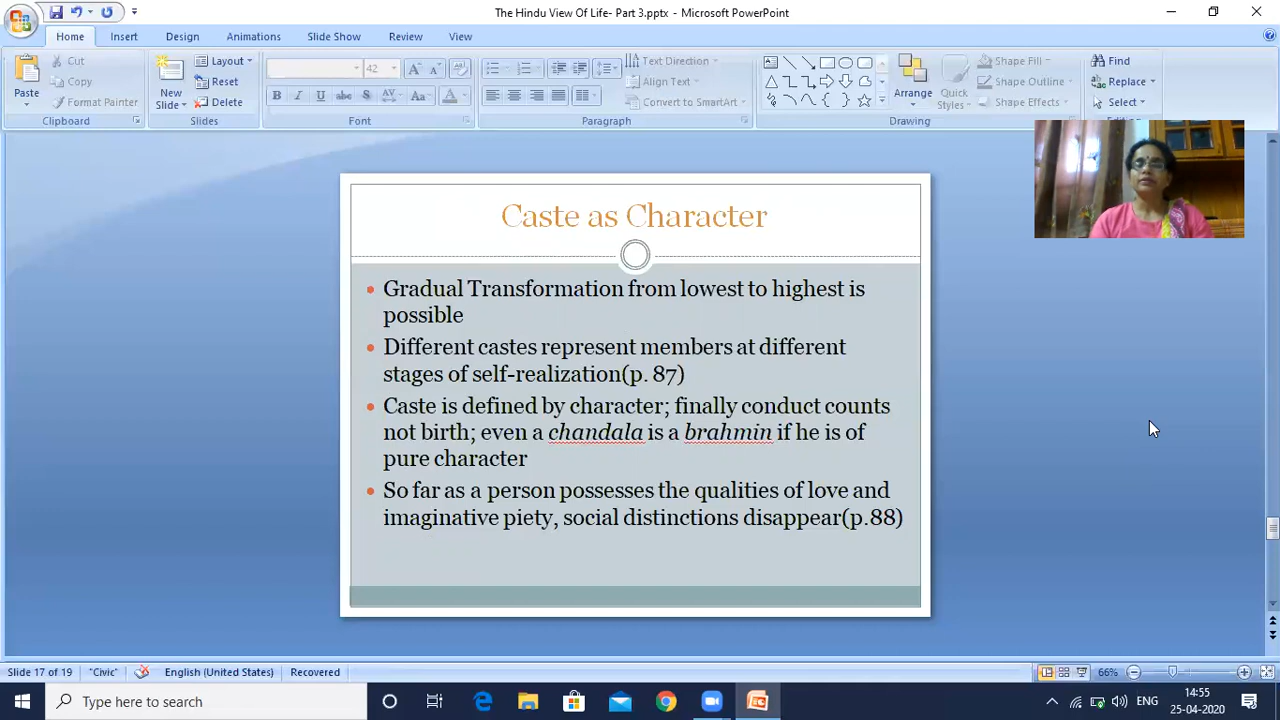 The Hindu View Of Life- Part 3.pptx - Microsoft PowerPoint
Home Insert Design Animations Slide Show Review View
Cut Layout 42 Text Direction Shape Fill Find
Paste Copy New Slide Reset Align Text Arrange Quick Styles Shape Outline Replace
Format Painter Delete B I U abc S AV Aa A Convert to SmartArt Shape Effects Select
Clipboard Slides Font Paragraph Drawing
Caste as Character
Gradual Transformation from lowest to highest is
possible
Different castes represent members at different
stages of self-realization(p. 87)
Caste is defined by character; finally conduct counts
not birth; even a chandala is a brahmin if he is of
pure character
So far as a person possesses the qualities of love and
imaginative piety, social distinctions disappear(p.88)
Slide 17 of 19 "Civic" English (United States) Recovered 66%
Type here to search ENG 14:55
25-04-2020